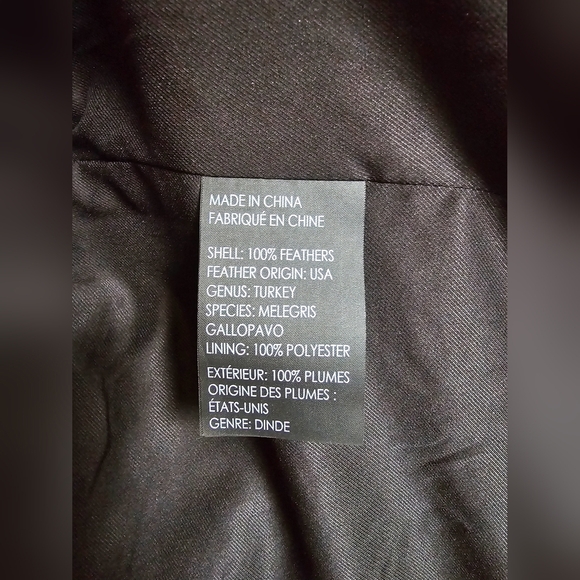 MADE IN CHINA
FABRIQUÉ EN CHINE
SHELL: 100% FEATHERS
FEATHER ORIGIN: USA
GENUS: TURKEY
SPECIES: MELEGRIS
GALLOPAVO
LINING: 100% POLYESTER
EXTÉRIEUR: 100% PLUMES
ORIGINE DES PLUMES :
ÉTATS-UNIS
GENRE: DINDE